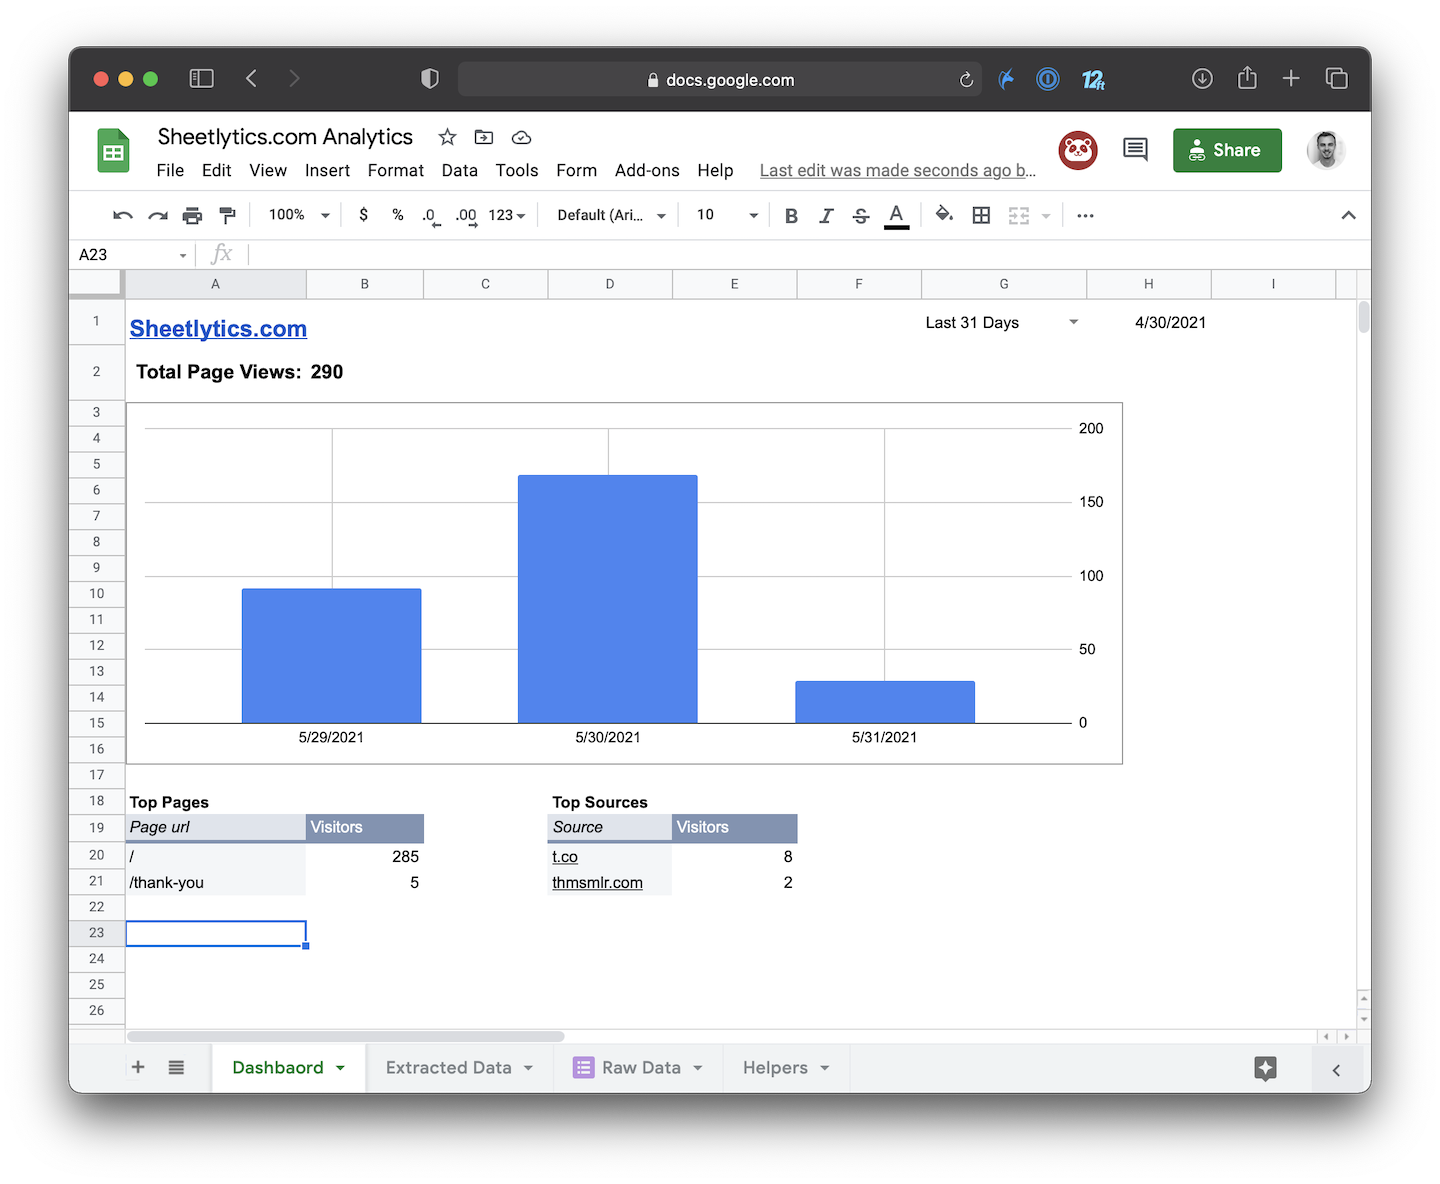 docs.google.com
12ft
Sheetlytics.com Analytics
File Edit View Insert Format Data Tools Form Add-ons Help Last edit was made seconds ago b...
Share
100% $ % .0 .00 123 Default (Ari... 10 B I S A
A23 fx
A B C D E F G H I
1 Sheetlytics.com Last 31 Days 4/30/2021
2 Total Page Views: 290
3
4
5
6
7
8
9
10
11
12
13
14
15
16
200
150
100
50
0
5/29/2021 5/30/2021 5/31/2021
17
18 Top Pages Top Sources
19 Page url Visitors Source Visitors
20 / 285 t.co 8
21 /thank-you 5 thmsmlr.com 2
22
23
24
25
26
Dashbaord Extracted Data Raw Data Helpers